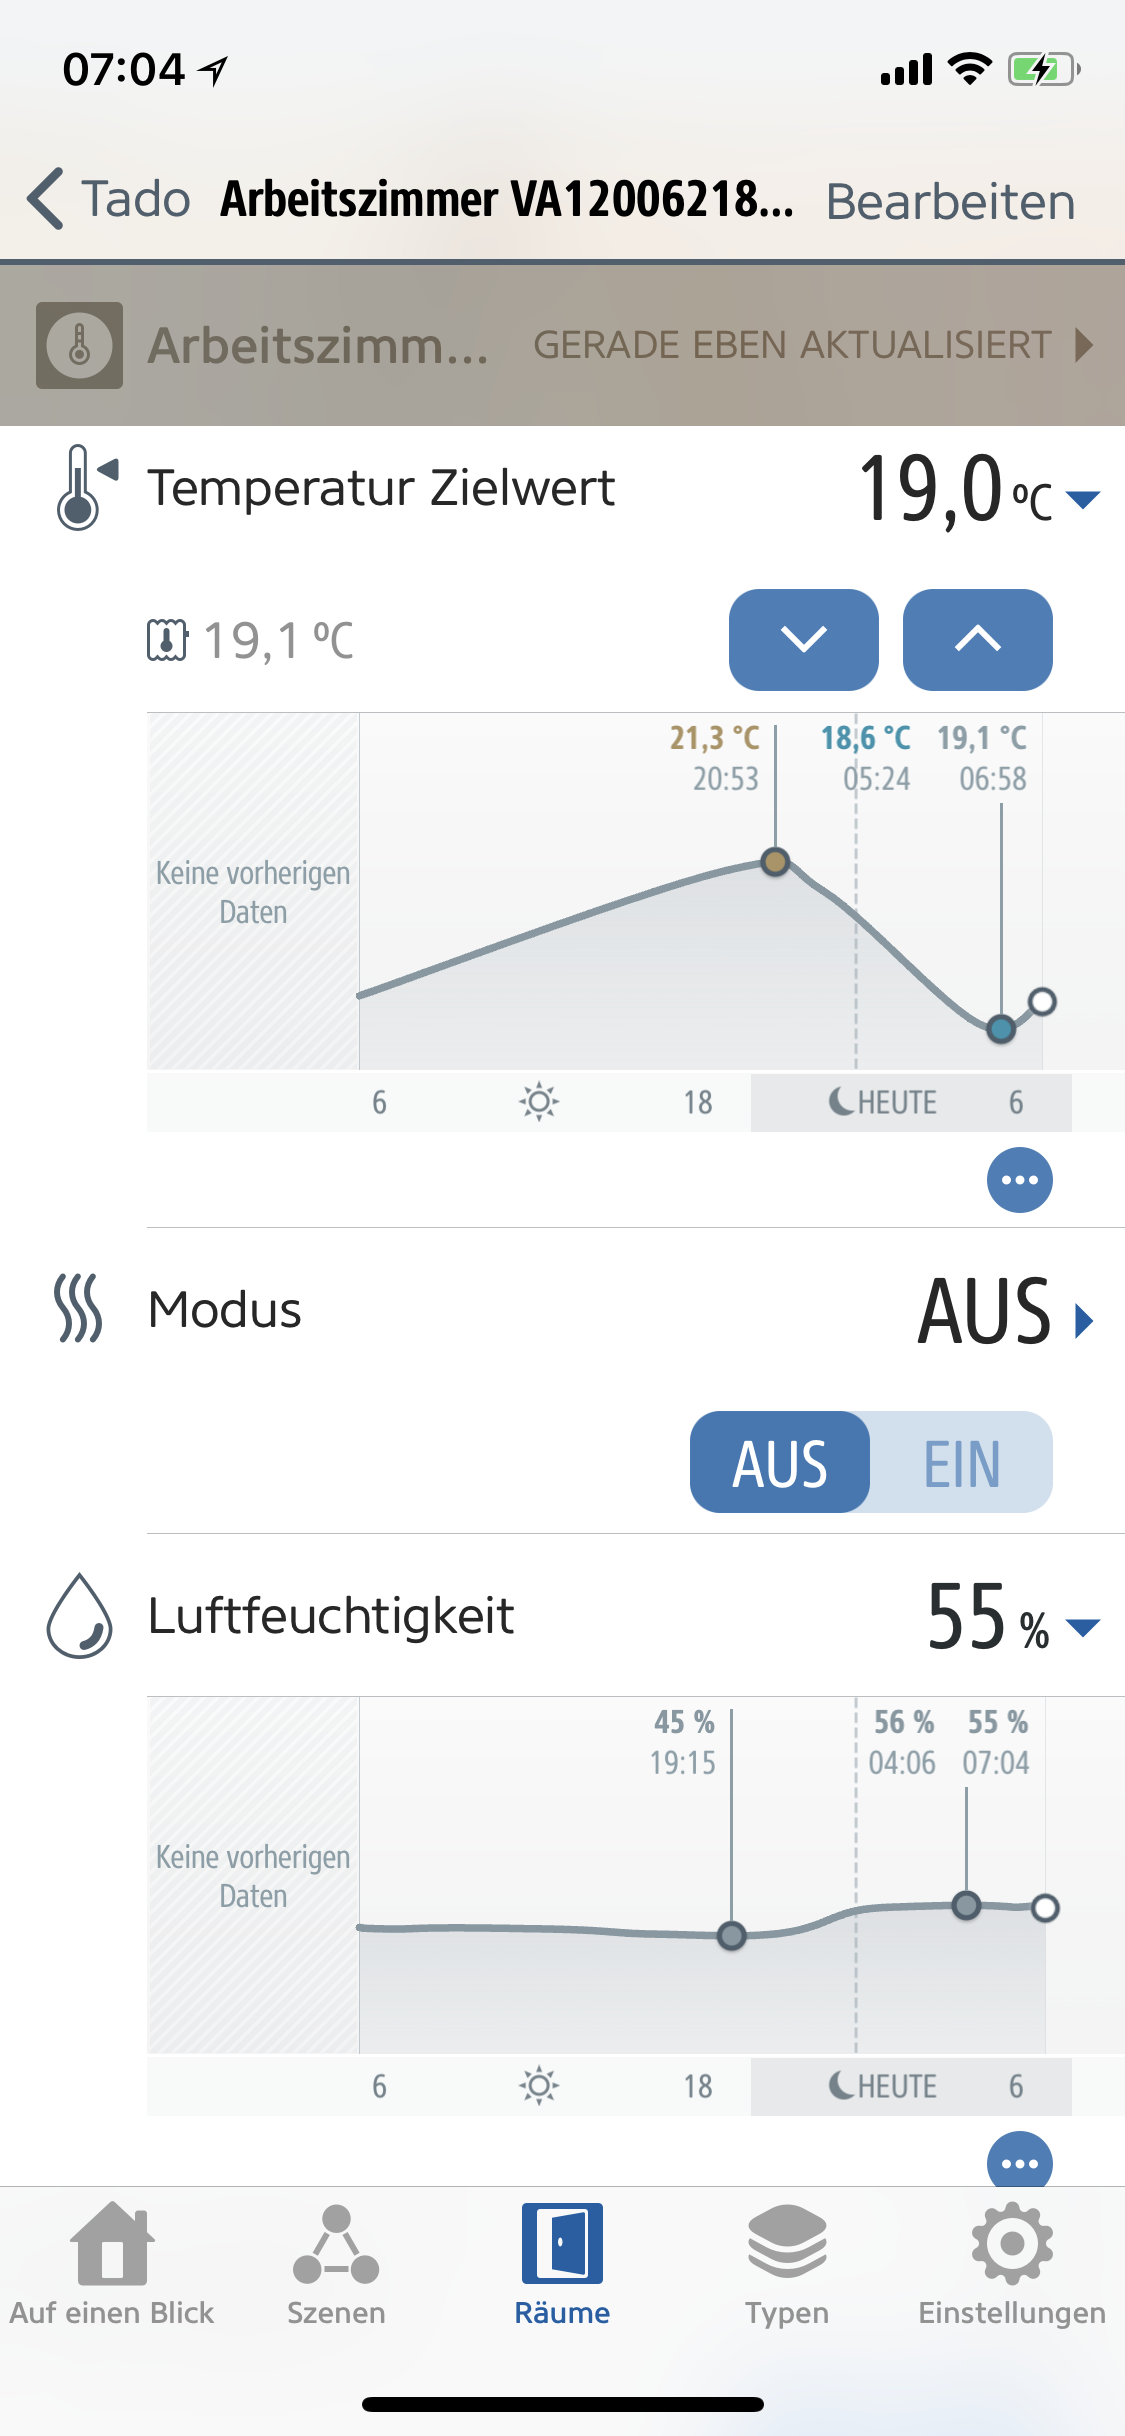 07:04
Tado Arbeitszimmer VA12006218... Bearbeiten
Arbeitszimm... GERADE EBEN AKTUALISIERT
Temperatur Zielwert 19,0 ºC
19,1 ºC
21,3 °C 18,6 °C 19,1 °C
20:53 05:24 06:58
Keine vorherigen
Daten
6 18 HEUTE 6
Modus AUS
AUS EIN
Luftfeuchtigkeit 55 %
45 % 56 % 55 %
19:15 04:06 07:04
Keine vorherigen
Daten
6 18 HEUTE 6
Auf einen Blick Szenen Räume Typen Einstellungen